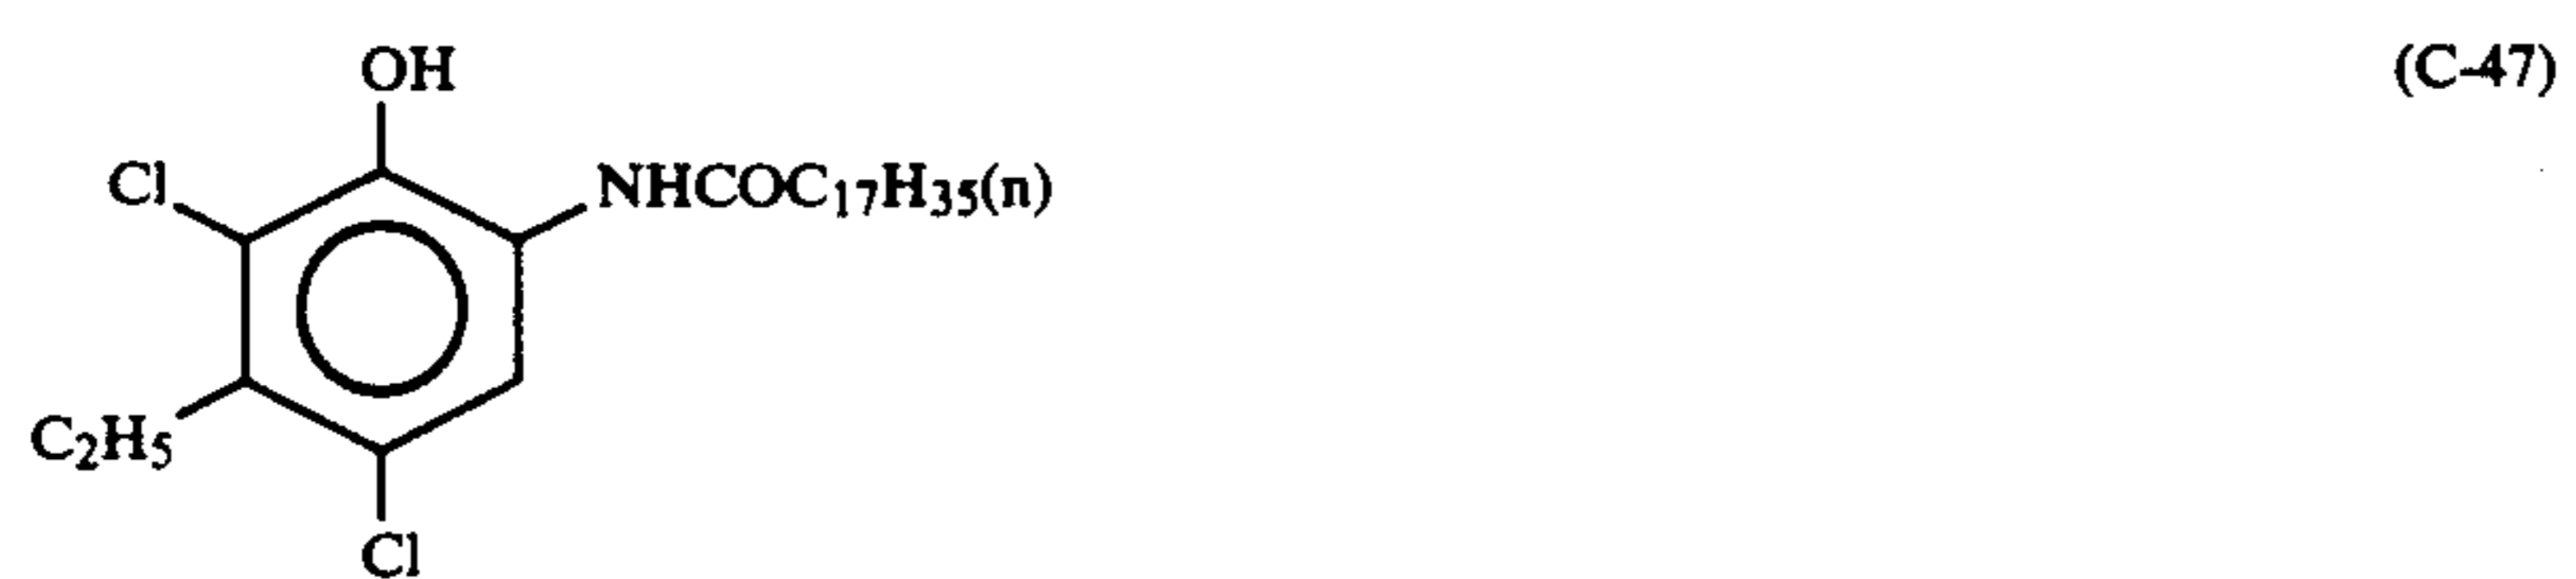 OH
(C-47)
Cl
NHCOC₁₇H₃₅(n)
C₂H₅
Cl